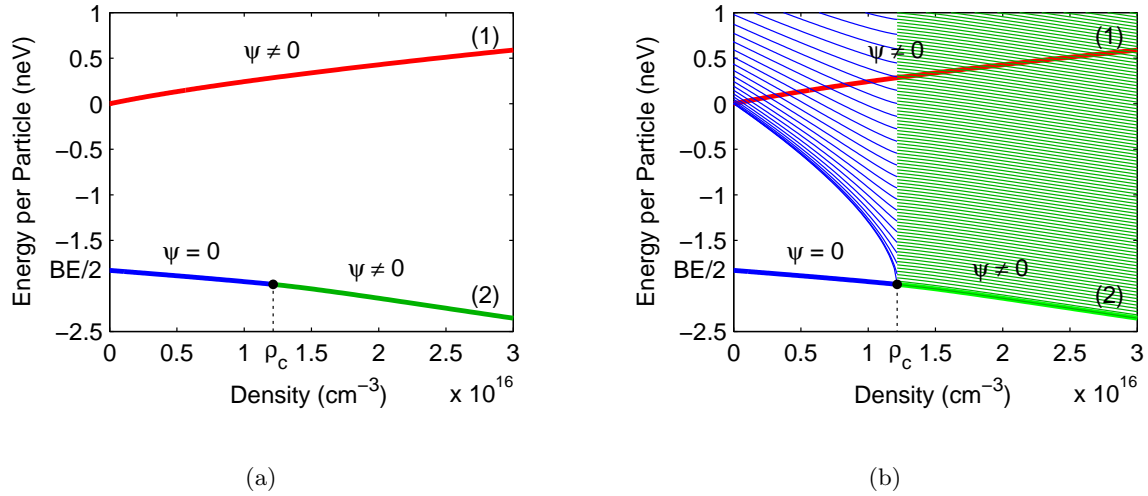 1
0.5
0
−0.5
−1
−1.5
BE/2
−2.5
Energy per Particle (neV)
ψ ≠ 0
(1)
ψ = 0
ψ ≠ 0
(2)
0
0.5
1
ρc
1.5
2
2.5
3
Density (cm−3)
x 10^16
(a)
1
0.5
0
−0.5
−1
−1.5
BE/2
−2.5
Energy per Particle (neV)
ψ ≠ 0
(1)
ψ = 0
ψ ≠ 0
(2)
0
0.5
1
ρc
1.5
2
2.5
3
Density (cm−3)
x 10^16
(b)